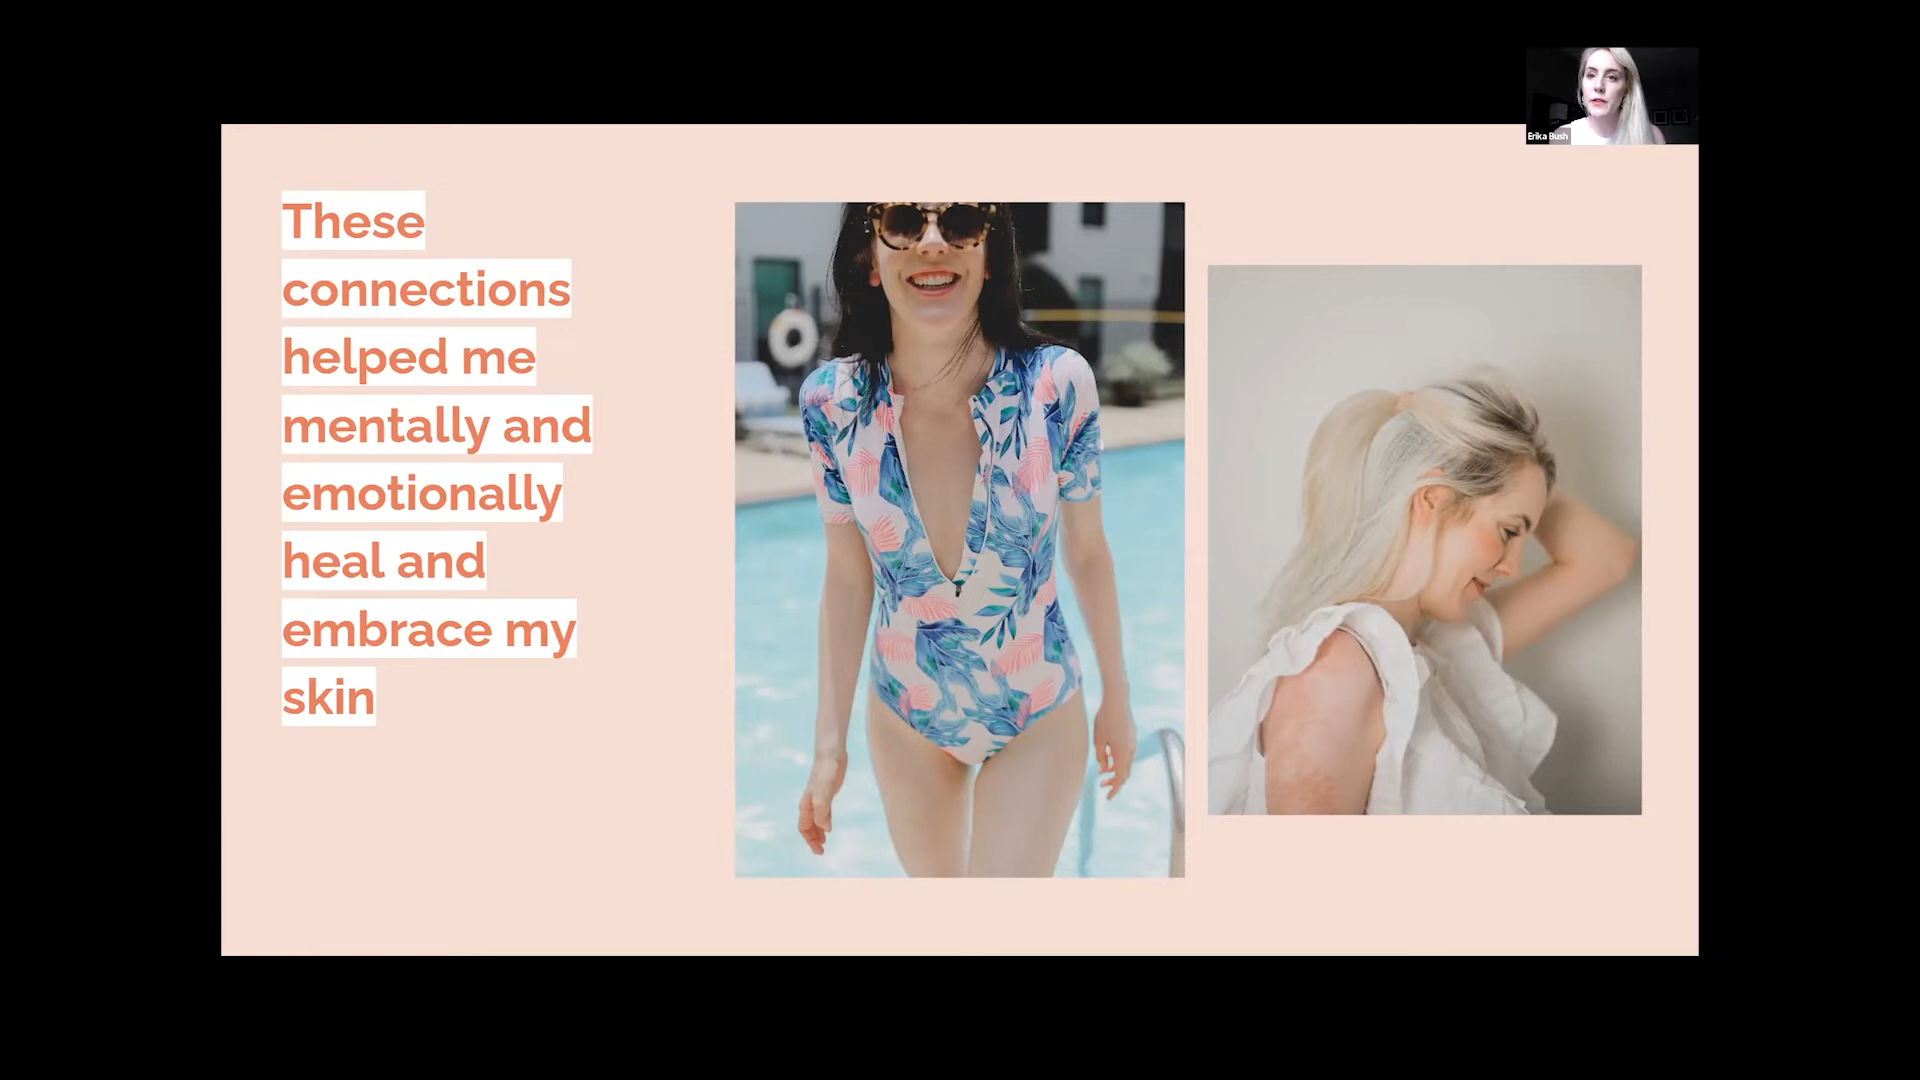 Erika Bush
These
connections
helped me
mentally and
emotionally
heal and
embrace my
skin